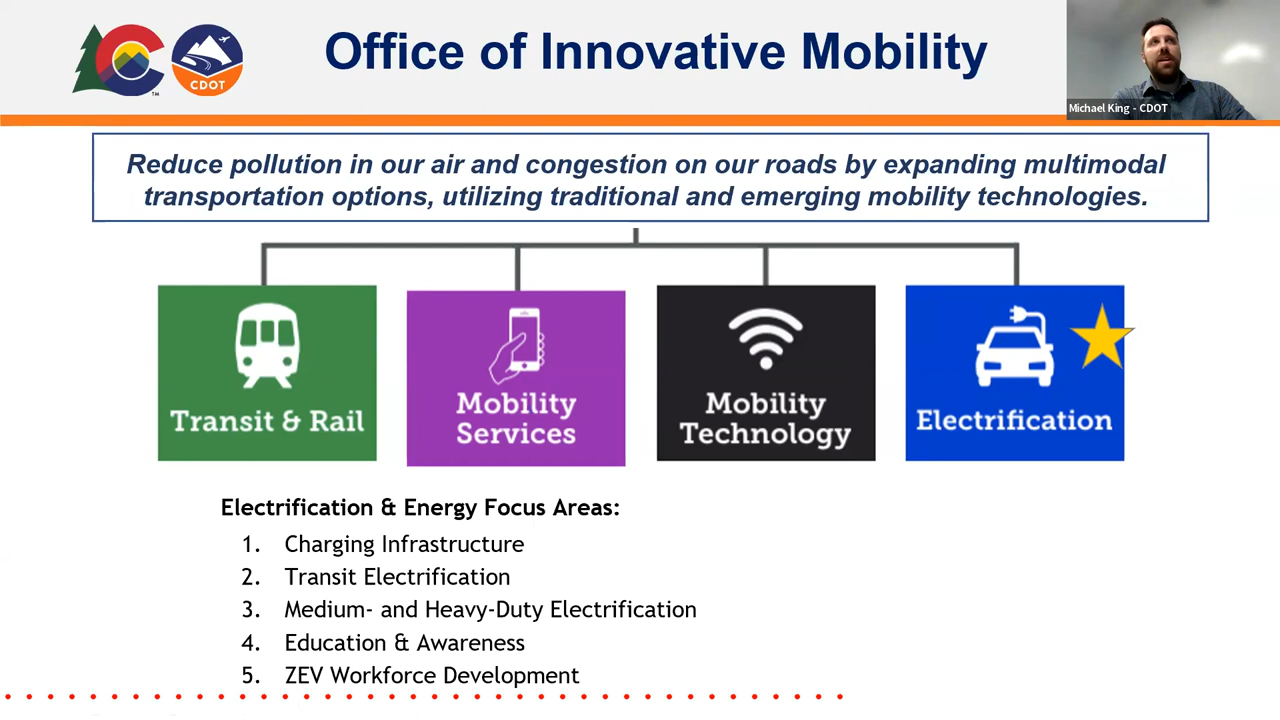 CDOT
TM
Office of Innovative Mobility
Michael King - CDOT
Reduce pollution in our air and congestion on our roads by expanding multimodal
transportation options, utilizing traditional and emerging mobility technologies.
Transit & Rail
Mobility
Services
Mobility
Technology
Electrification
Electrification & Energy Focus Areas:
1. Charging Infrastructure
2. Transit Electrification
3. Medium- and Heavy-Duty Electrification
4. Education & Awareness
5. ZEV Workforce Development